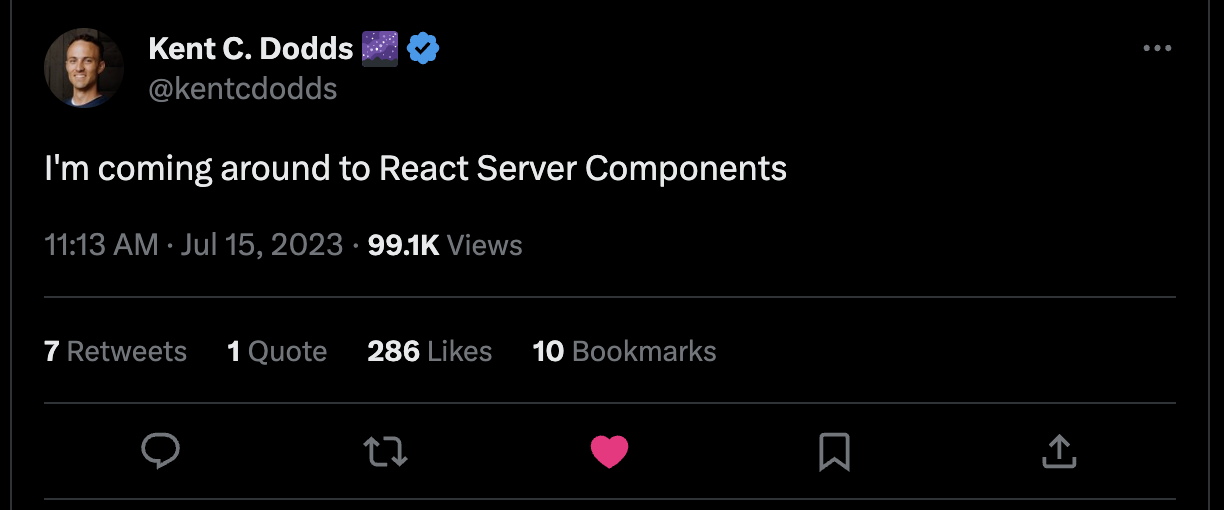 Kent C. Dodds 🌌
@kentcdodds
I'm coming around to React Server Components
11:13 AM · Jul 15, 2023 · 99.1K Views
7 Retweets 1 Quote 286 Likes 10 Bookmarks